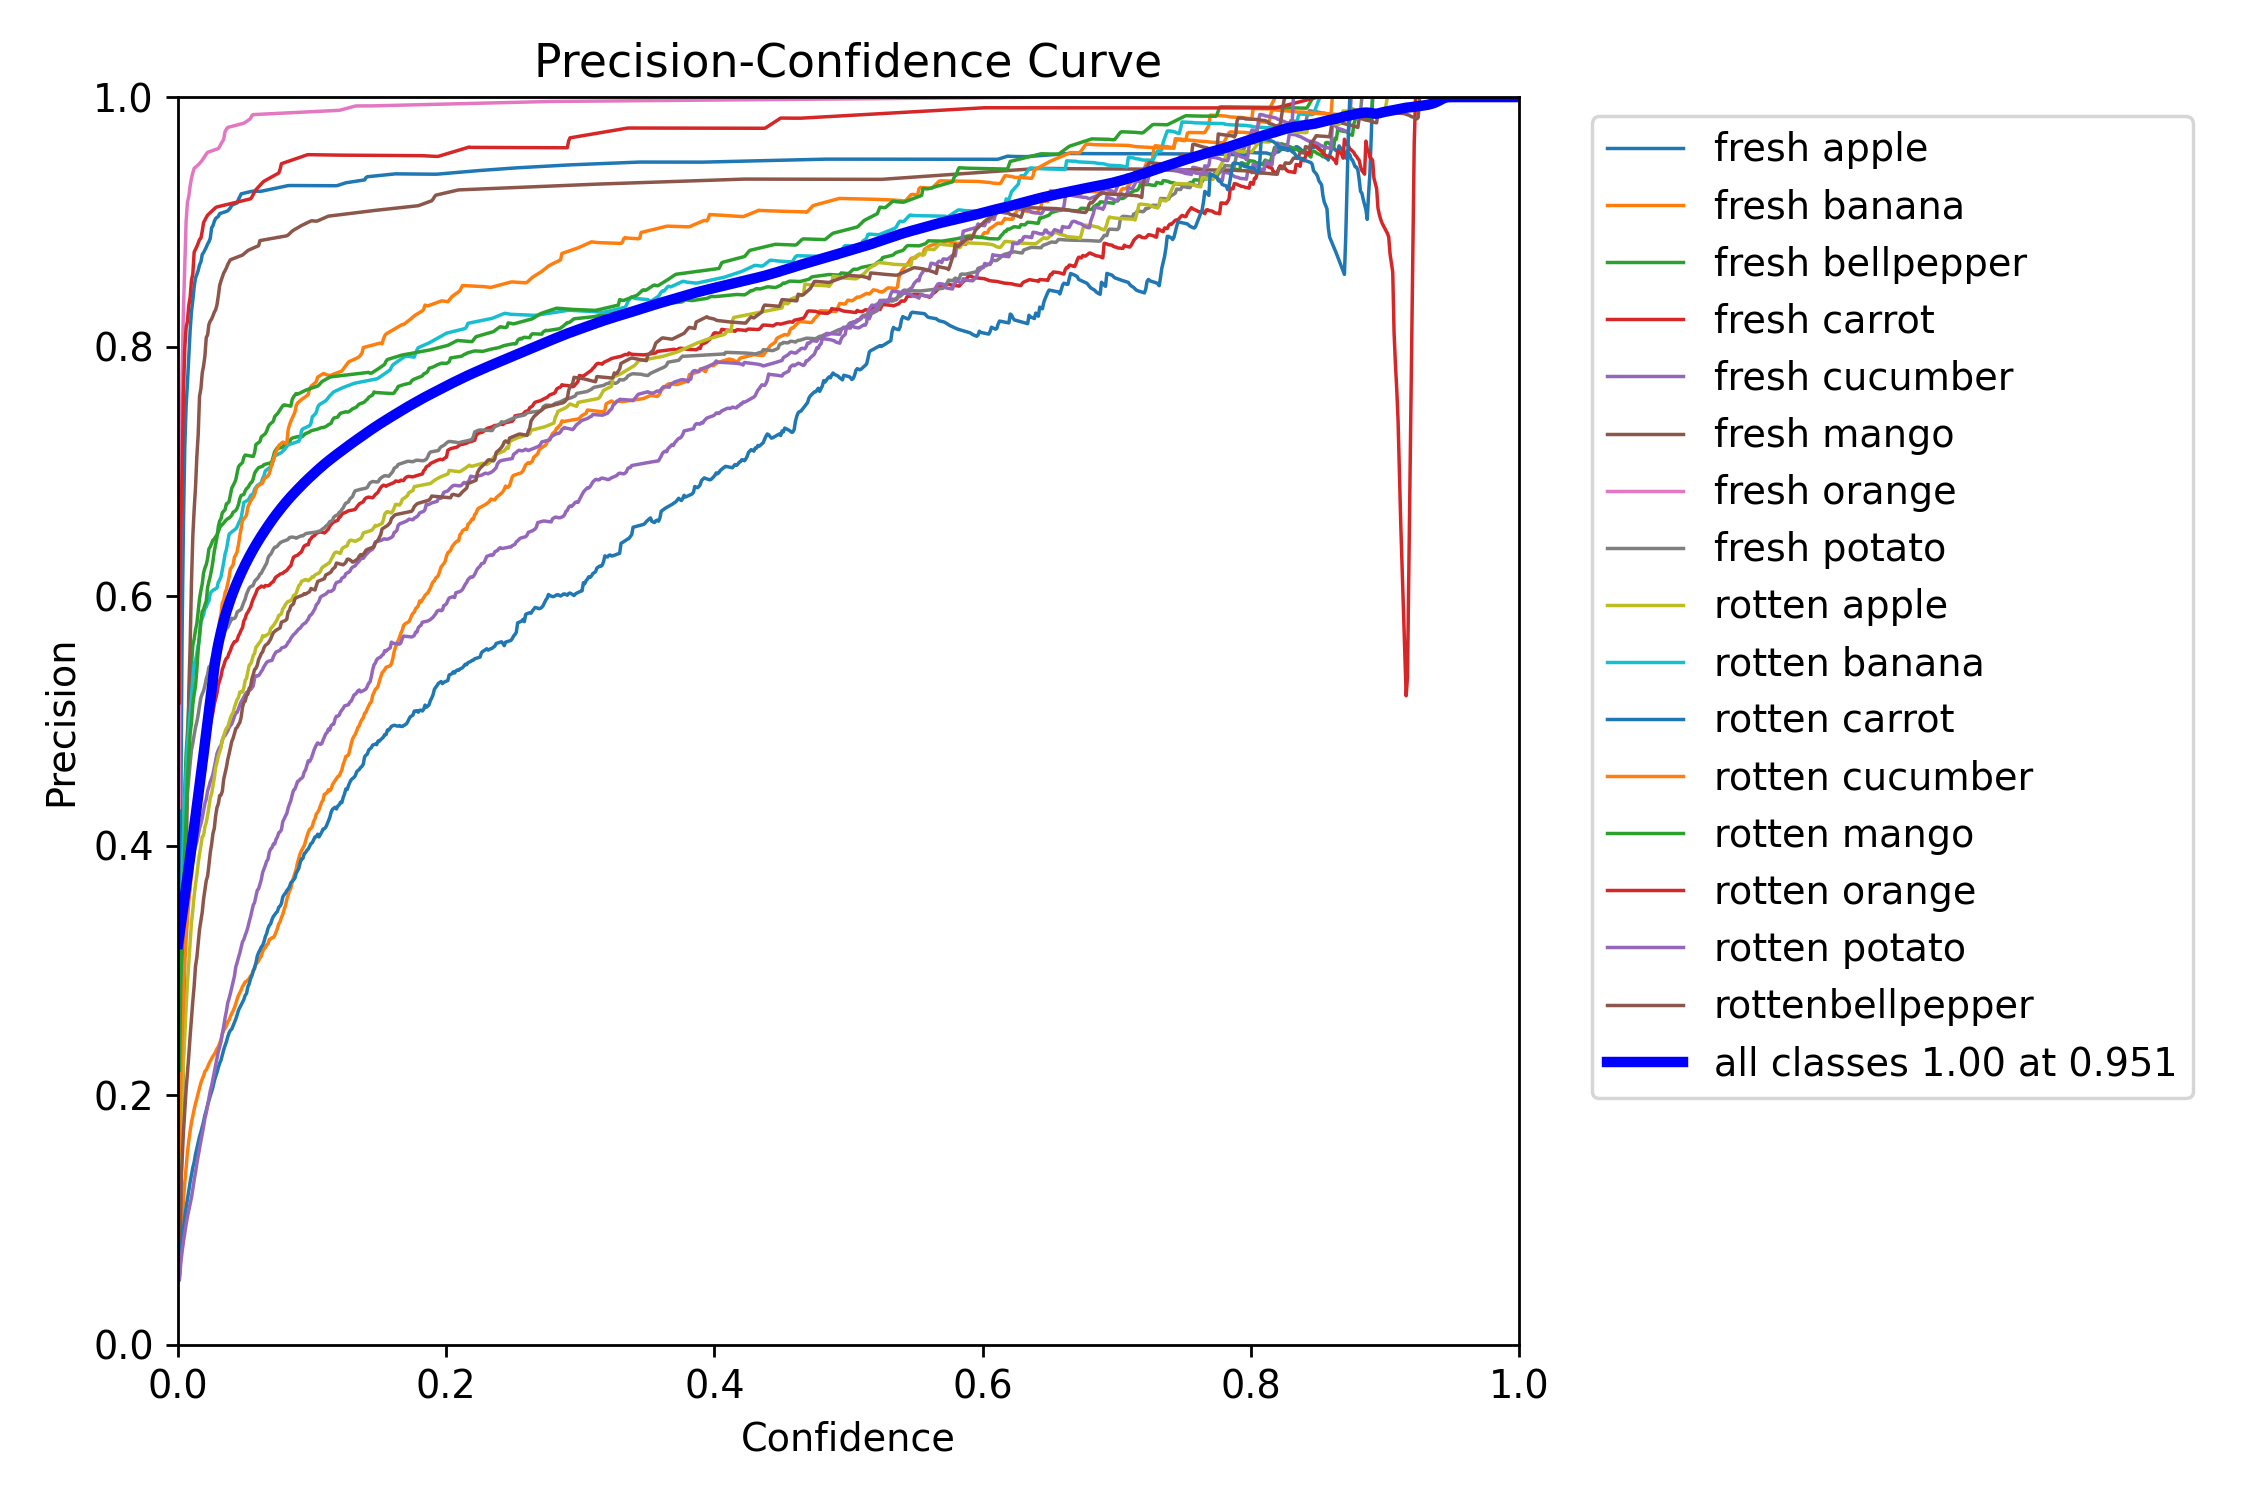 Precision-Confidence Curve
1.0
0.8
0.6
0.4
0.2
0.0
Precision
0.0 0.2 0.4 0.6 0.8 1.0
Confidence
fresh apple
fresh banana
fresh bellpepper
fresh carrot
fresh cucumber
fresh mango
fresh orange
fresh potato
rotten apple
rotten banana
rotten carrot
rotten cucumber
rotten mango
rotten orange
rotten potato
rottenbellpepper
all classes 1.00 at 0.951